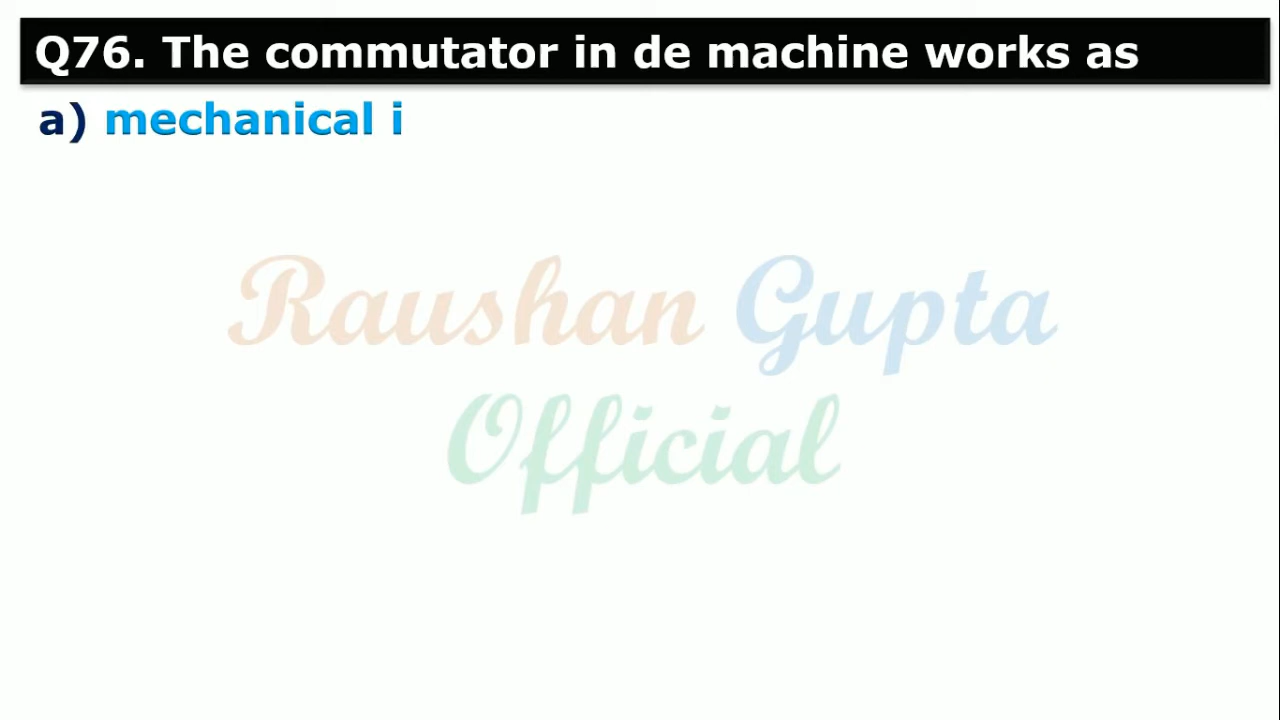 Q76. The commutator in de machine works as
a) mechanical i
Raushan Gupta
Official